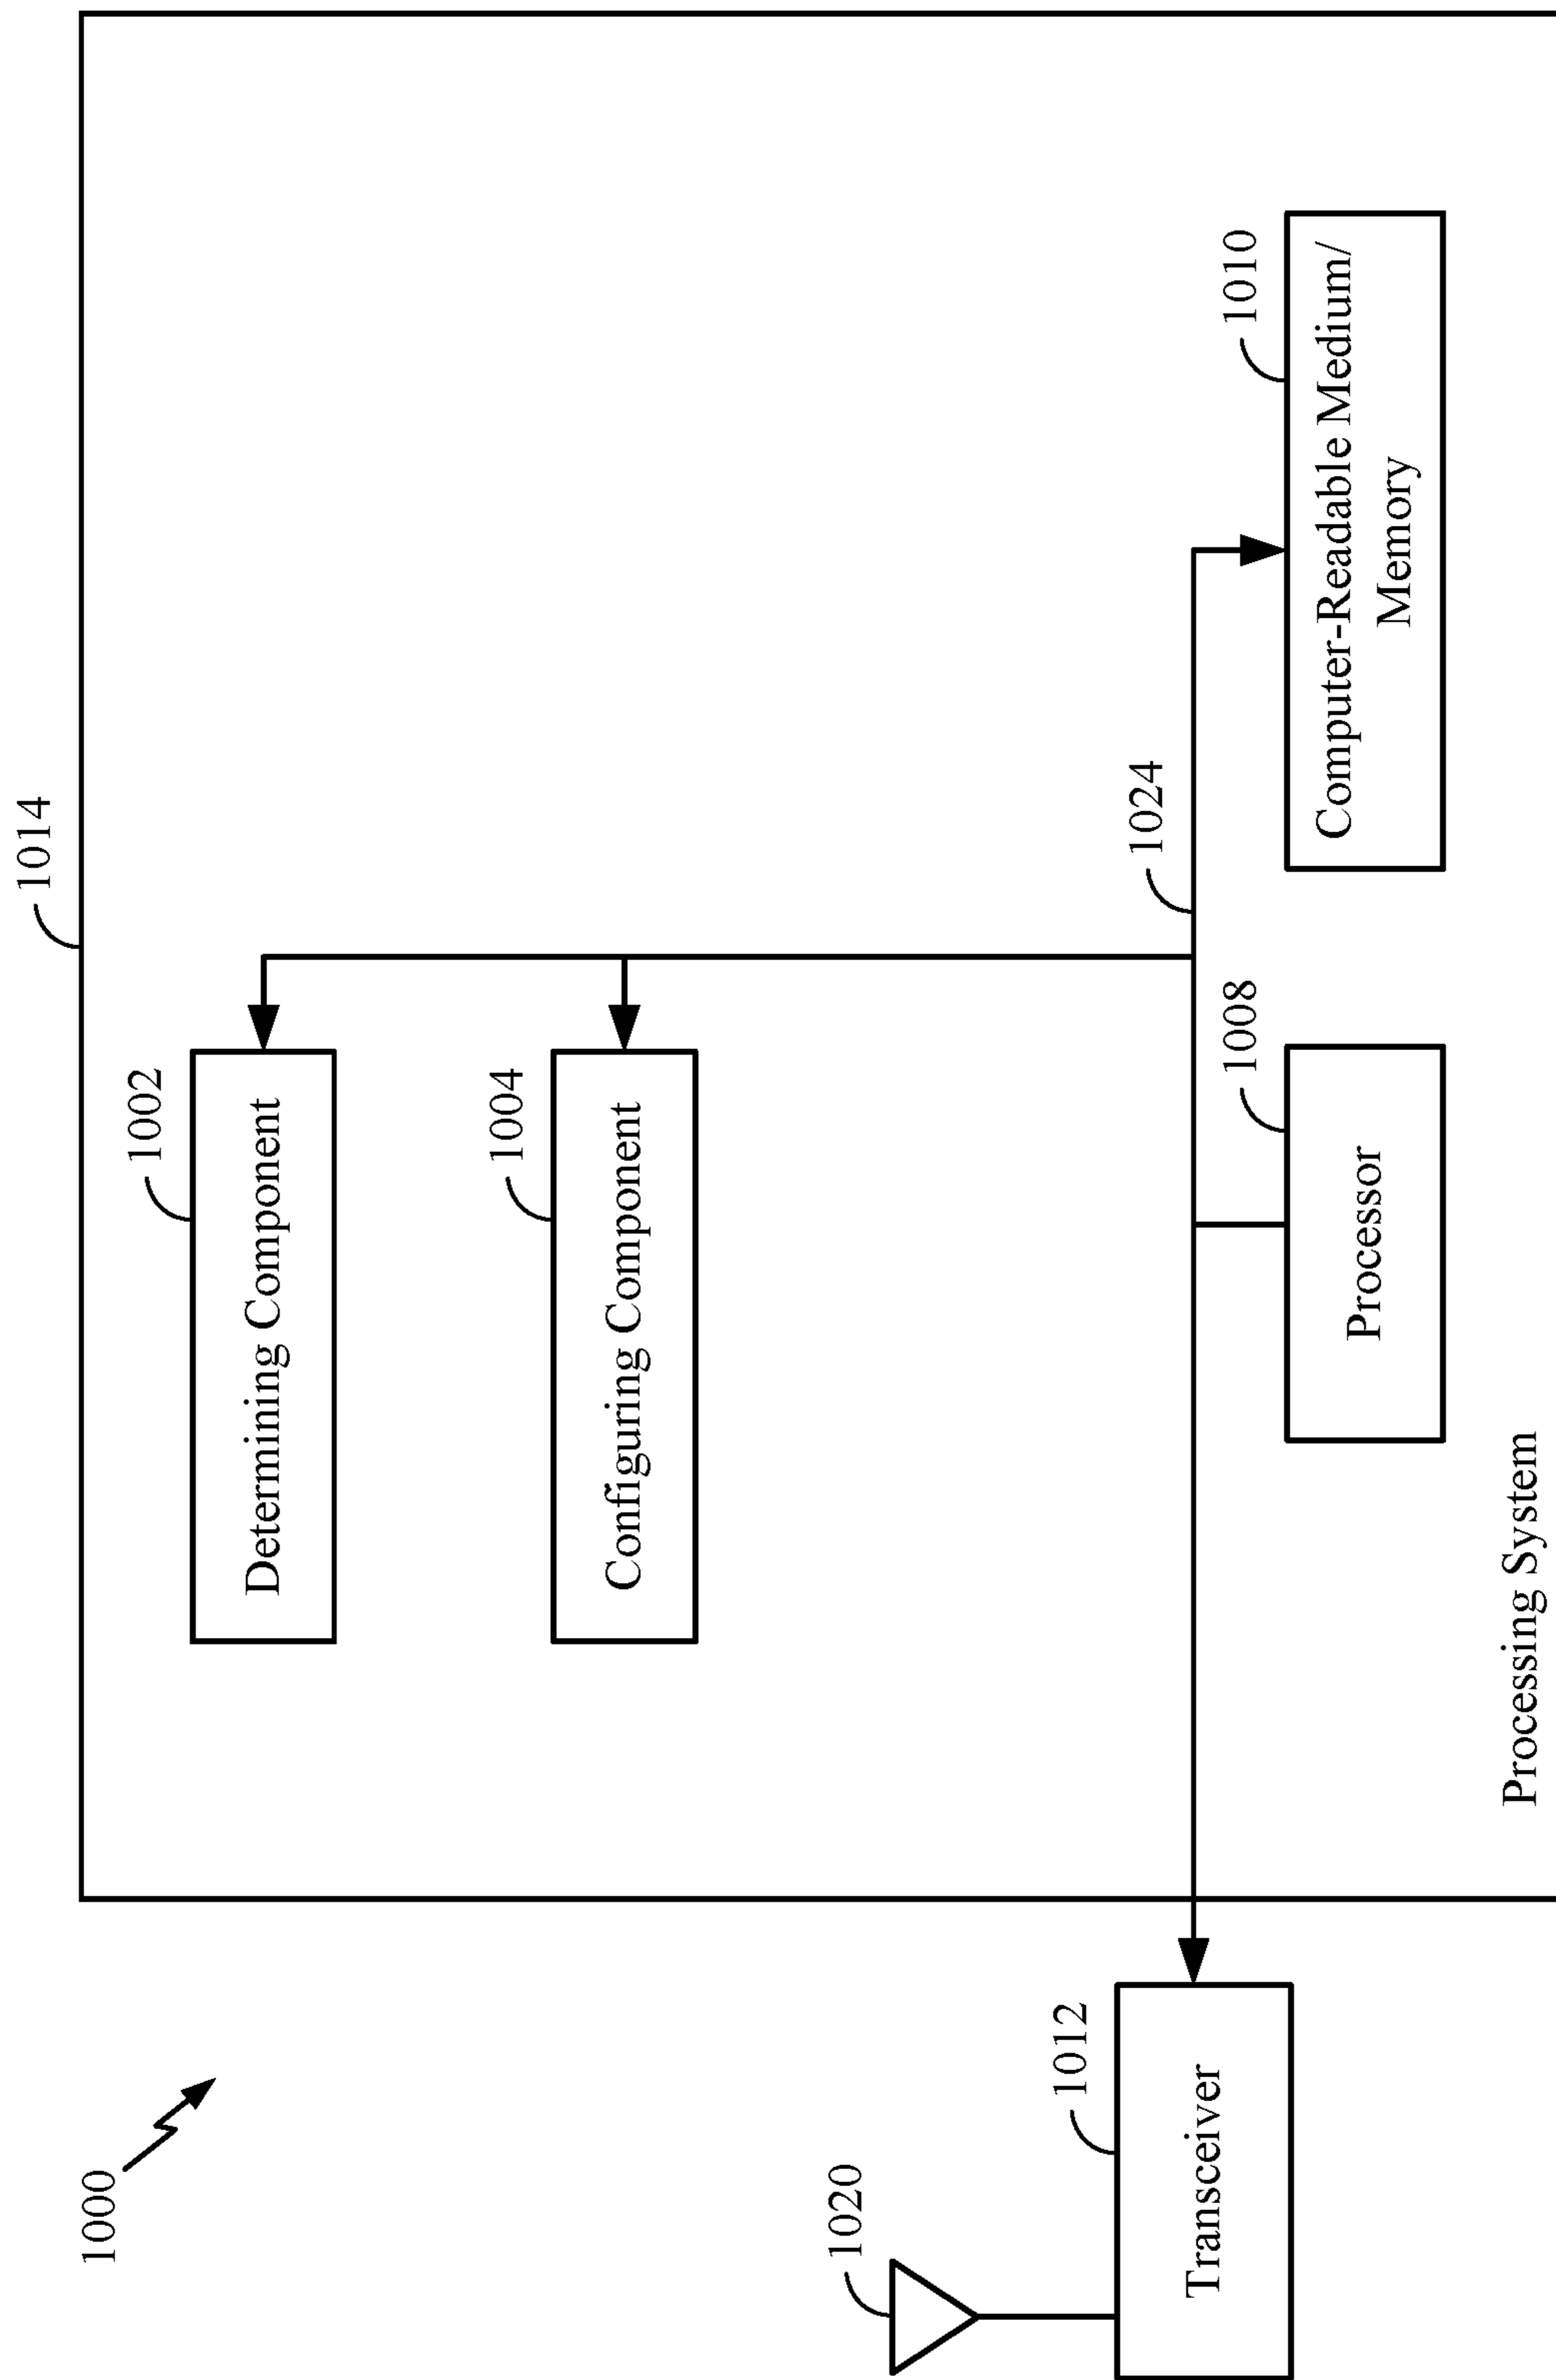 1000
1014
1002
Determining Component
1004
Configuring Component
1020
1012
Transceiver
1024
1008
Processor
1010
Computer-Readable Medium/
Memory
Processing System